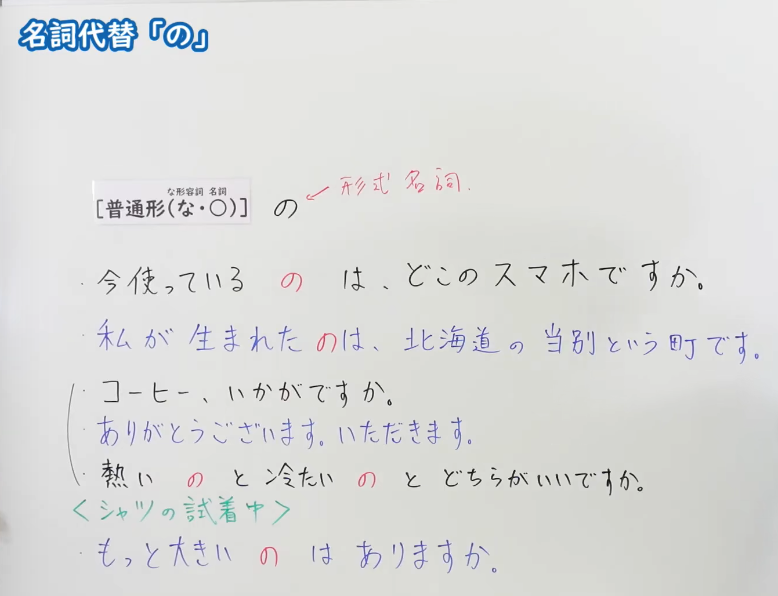 名詞代替「の」
な形容詞 名詞
[普通形(な・〇)] の
形式名詞.
・今使っているのは、どこのスマホですか。
・私が生まれたのは、北海道の当別という町です。
・コーヒー、いかがですか。
・ありがとうございます。いただきます。
・熱いのと冷たいのとどちらがいいですか。
<シャツの試着中>
・もっと大きいのはありますか。